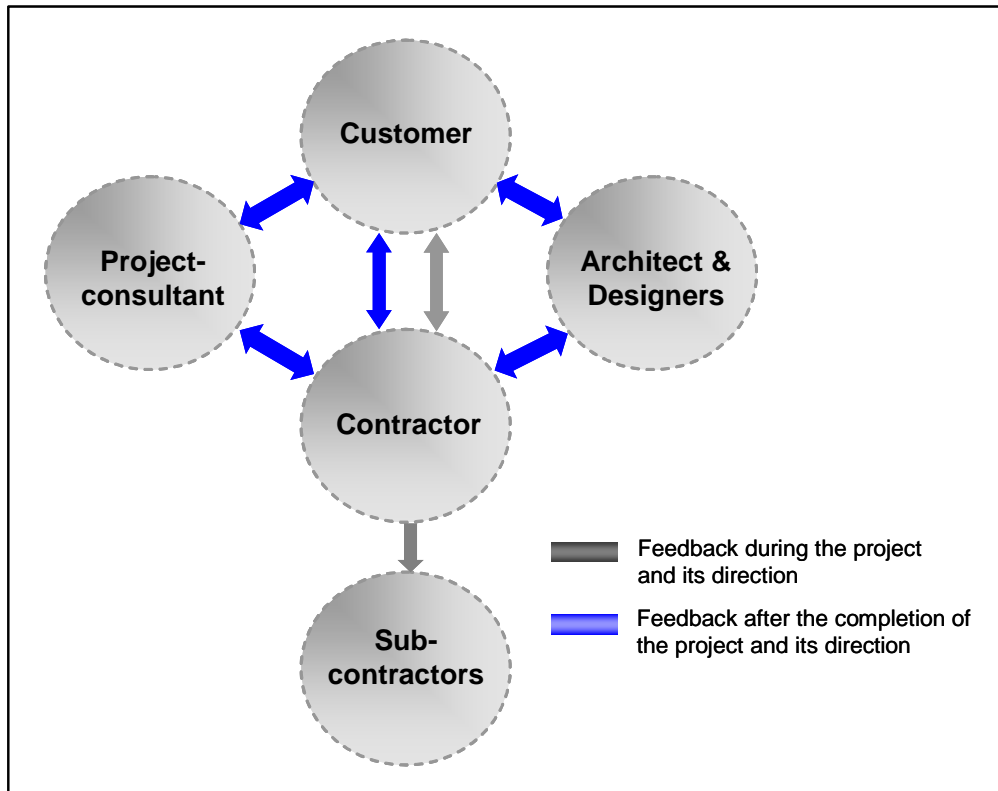 Customer
Project-
consultant
Architect &
Designers
Contractor
Feedback during the project
and its direction
Feedback after the completion of
the project and its direction
Sub-
contractors